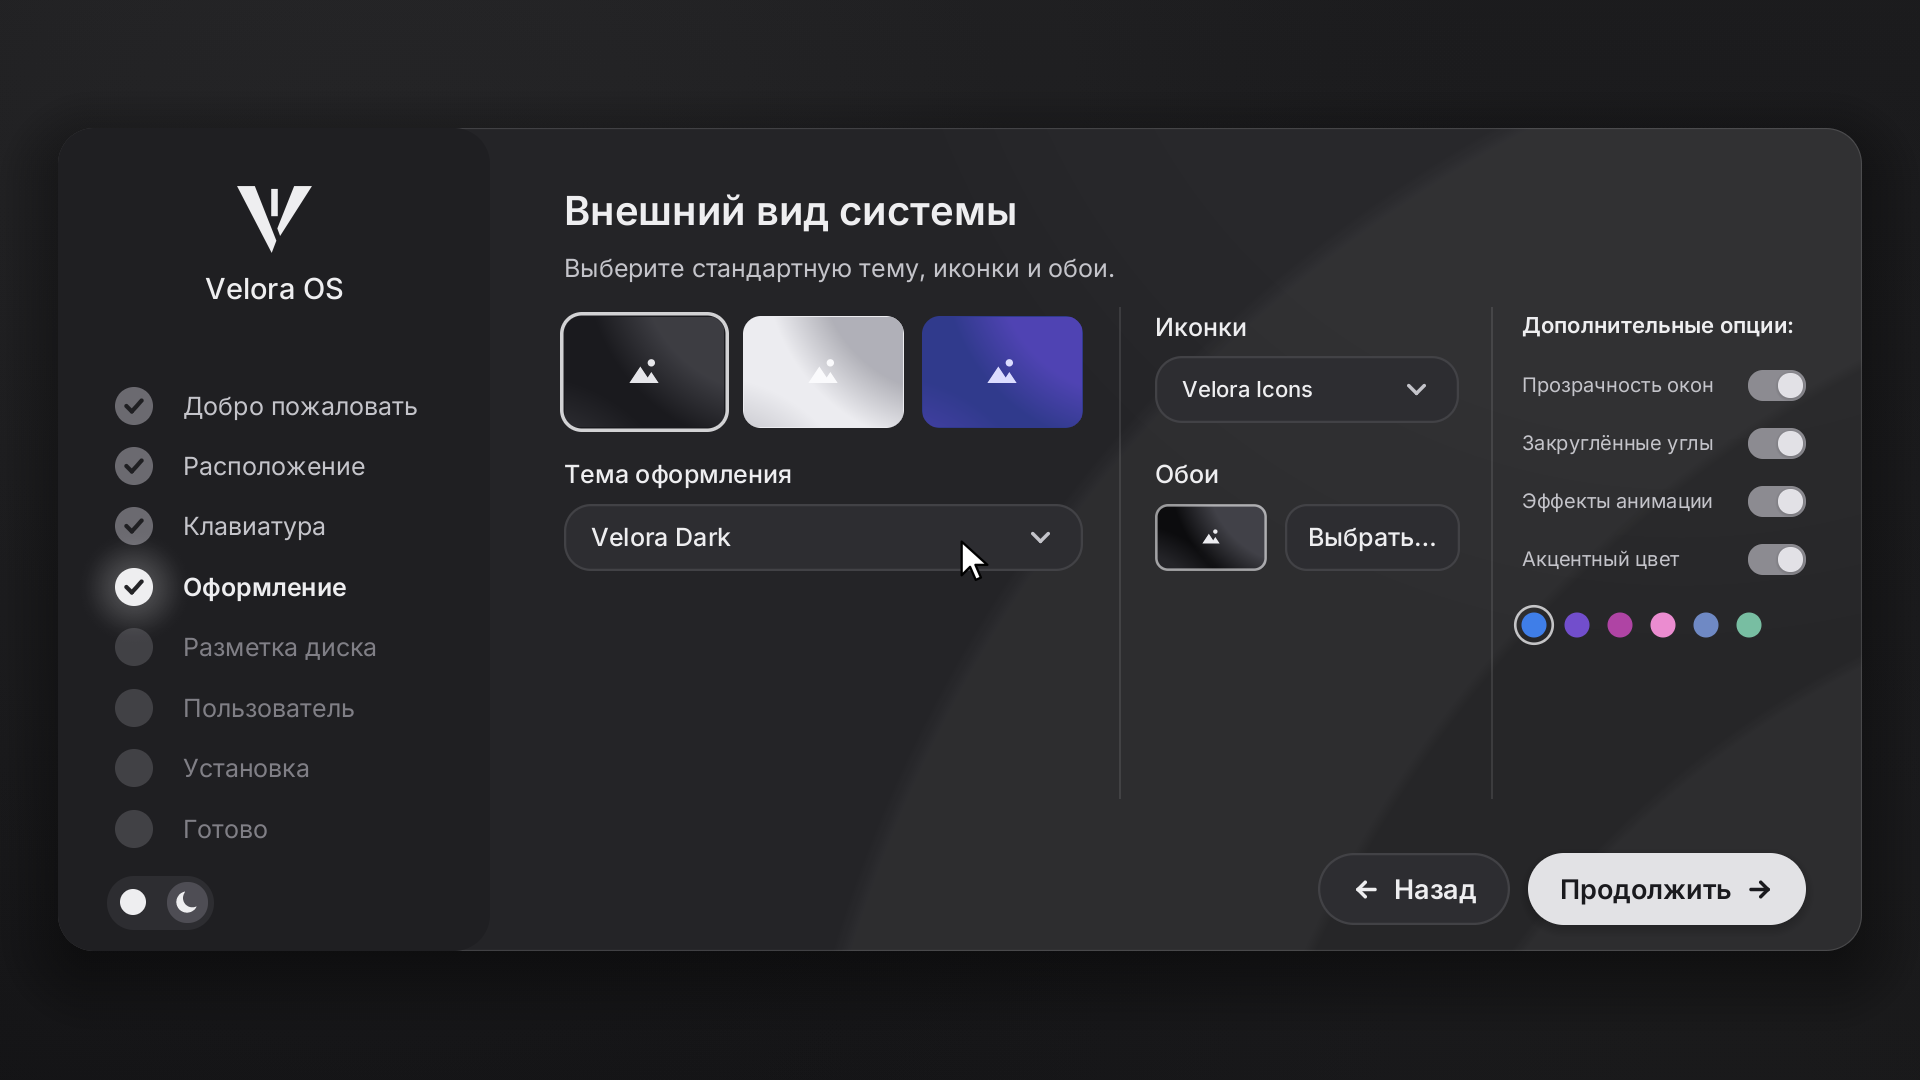 Velora OS
Добро пожаловать
Расположение
Клавиатура
Оформление
Разметка диска
Пользователь
Установка
Готово
Внешний вид системы
Выберите стандартную тему, иконки и обои.
Тема оформления
Velora Dark
Иконки
Velora Icons
Обои
Выбрать...
Дополнительные опции:
Прозрачность окон
Закруглённые углы
Эффекты анимации
Акцентный цвет
Назад
Продолжить